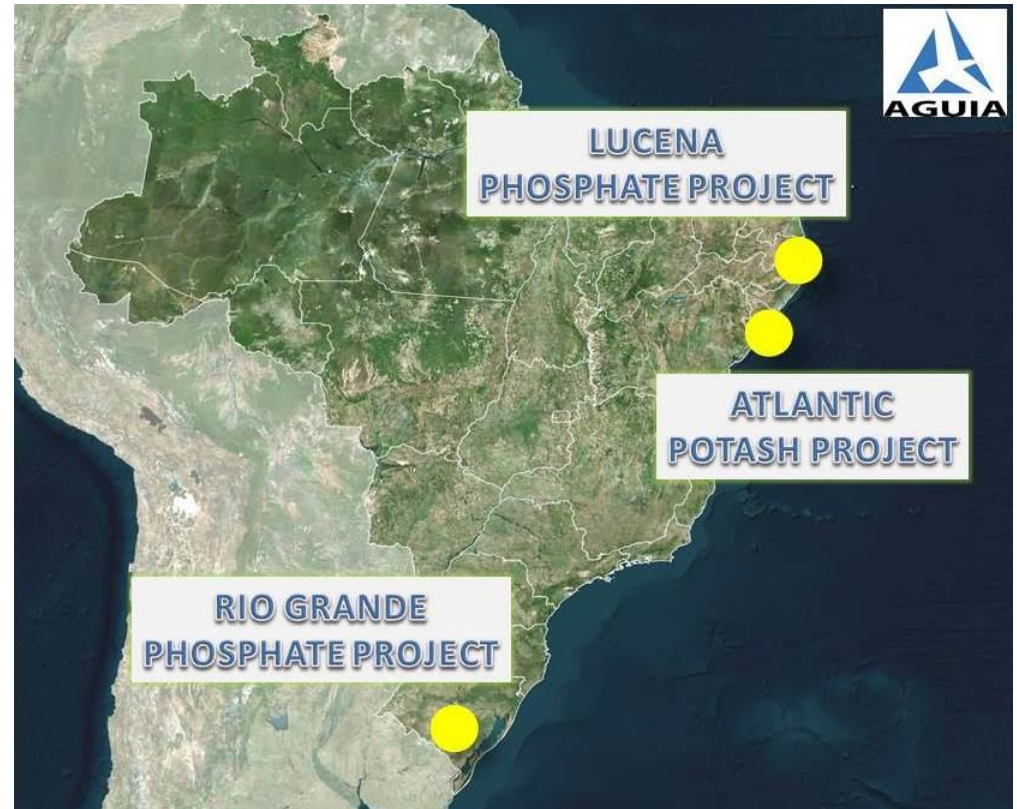 AGUIA
LUCENA
PHOSPHATE PROJECT
ATLANTIC
POTASH PROJECT
RIO GRANDE
PHOSPHATE PROJECT